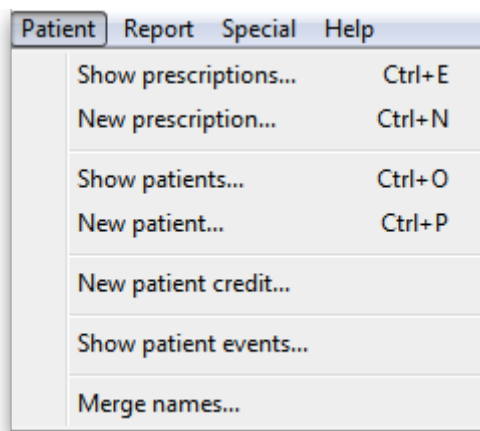 Patient Report Special Help
Show prescriptions... Ctrl+E
New prescription... Ctrl+N
Show patients... Ctrl+O
New patient... Ctrl+P
New patient credit...
Show patient events...
Merge names...